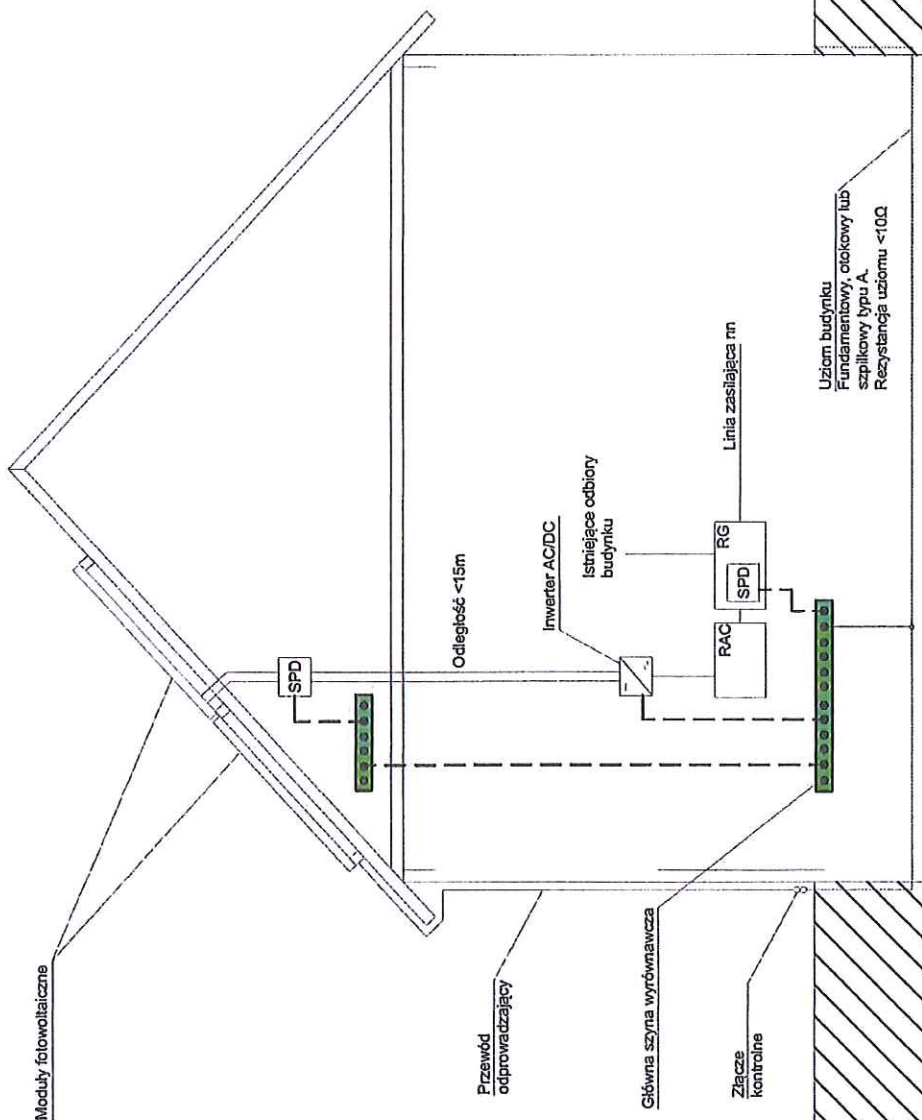 Moduły fotowoltaiczne
SPD
Odległość <15m
Inwerter AC/DC
Istniejące odbiory
budynku
RG
SPD
RAC
Linia zasilająca nn
Przewód
odprowadzający
Główna szyna wyrównawcza
Złącze
kontrolne
Uziom budynku
Fundamentowy, otokowy lub
szpilkowy typu A.
Rezystancja uziomu <10Ω